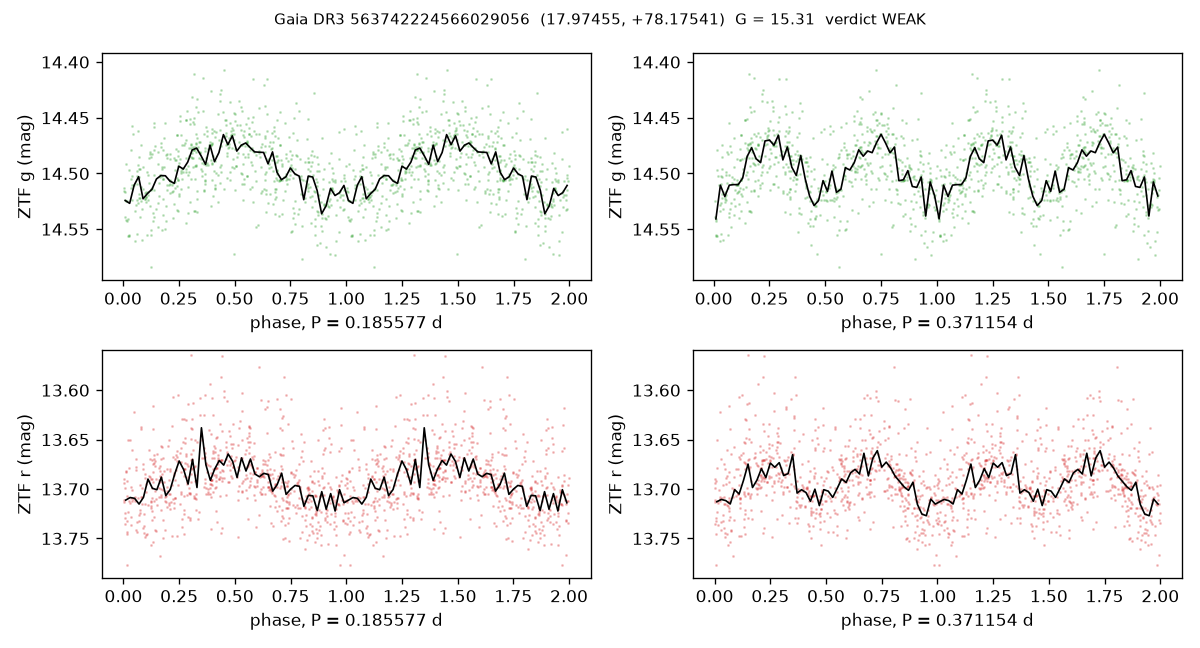 Gaia DR3 563742224566029056  (17.97455, +78.17541)  G = 15.31  verdict WEAK
14.40
14.45
14.50
14.55
ZTF g (mag)
0.00 0.25 0.50 0.75 1.00 1.25 1.50 1.75 2.00
phase, P = 0.185577 d
14.40
14.45
14.50
14.55
ZTF g (mag)
0.00 0.25 0.50 0.75 1.00 1.25 1.50 1.75 2.00
phase, P = 0.371154 d
13.60
13.65
13.70
13.75
ZTF r (mag)
0.00 0.25 0.50 0.75 1.00 1.25 1.50 1.75 2.00
phase, P = 0.185577 d
13.60
13.65
13.70
13.75
ZTF r (mag)
0.00 0.25 0.50 0.75 1.00 1.25 1.50 1.75 2.00
phase, P = 0.371154 d